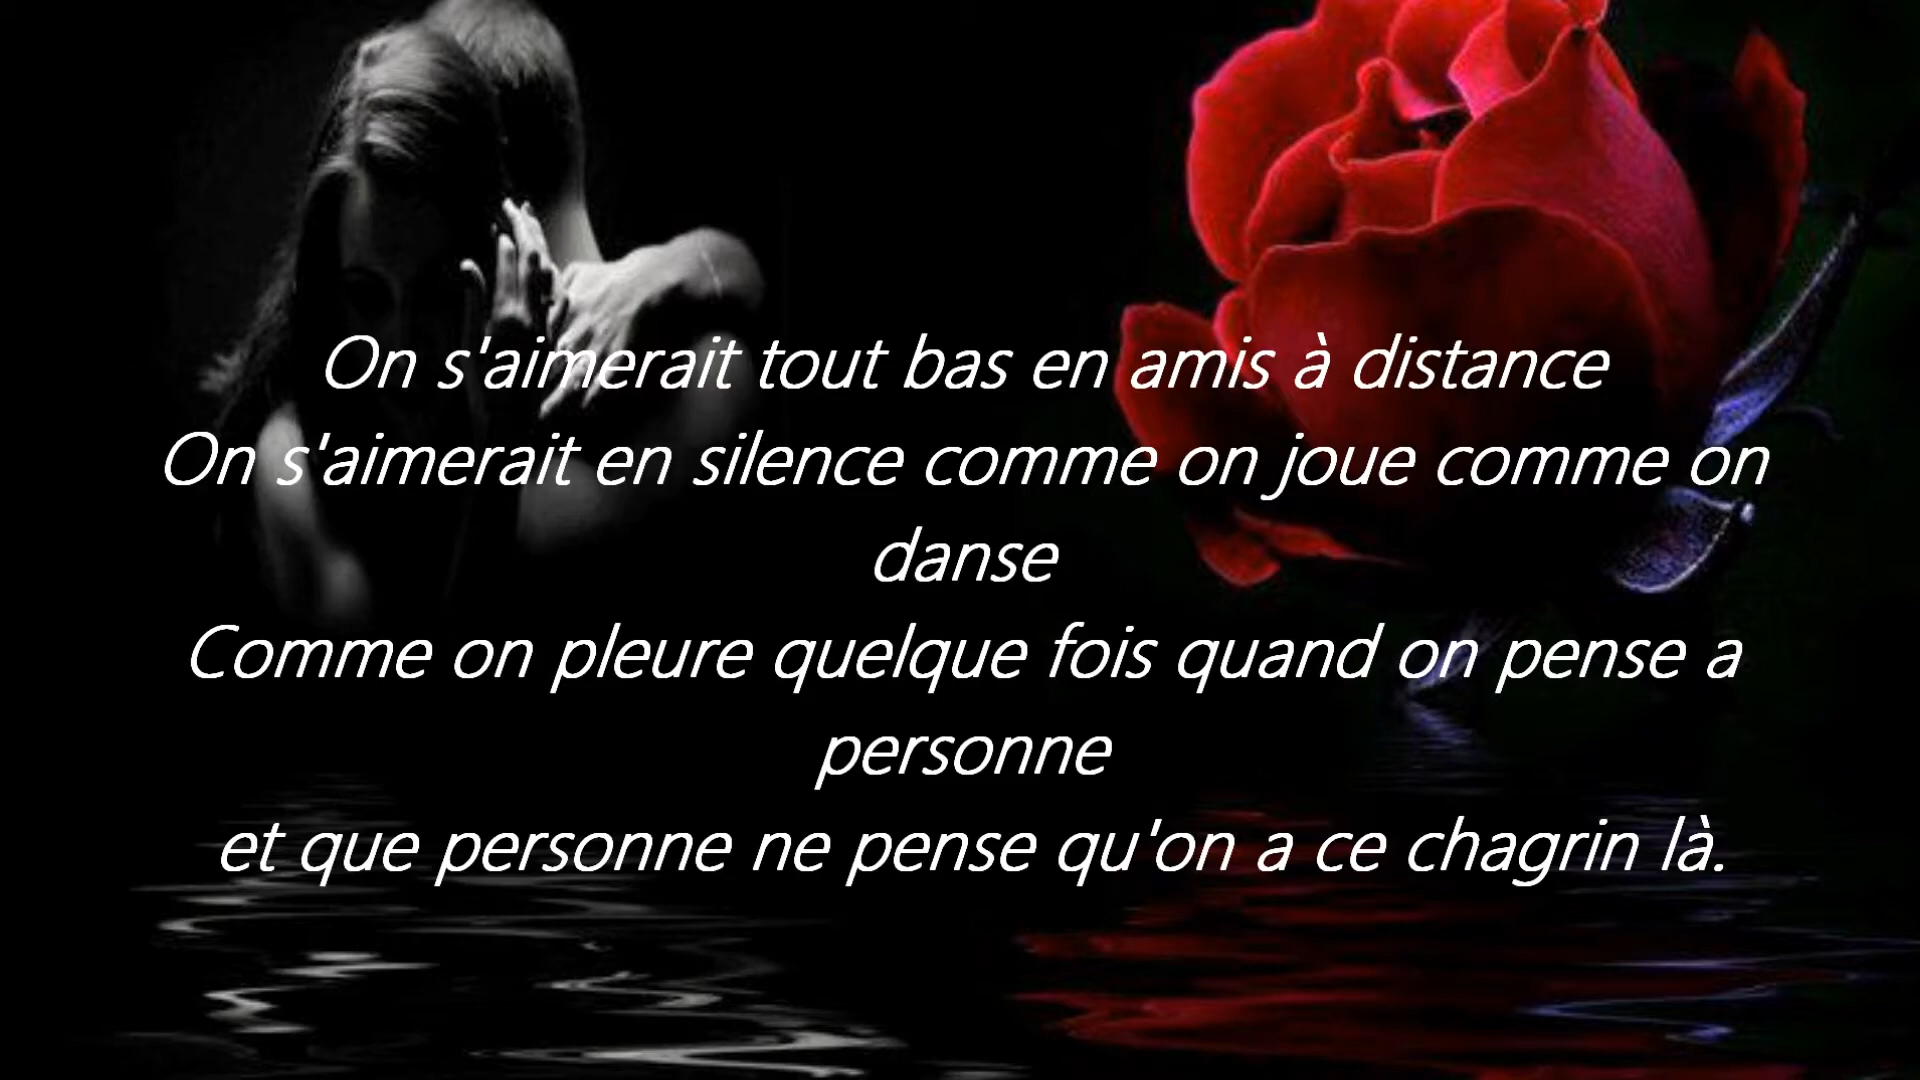 On s'aimerait tout bas en amis à distance
On s'aimerait en silence comme on joue comme on
danse
Comme on pleure quelque fois quand on pense a
personne
et que personne ne pense qu'on a ce chagrin là.